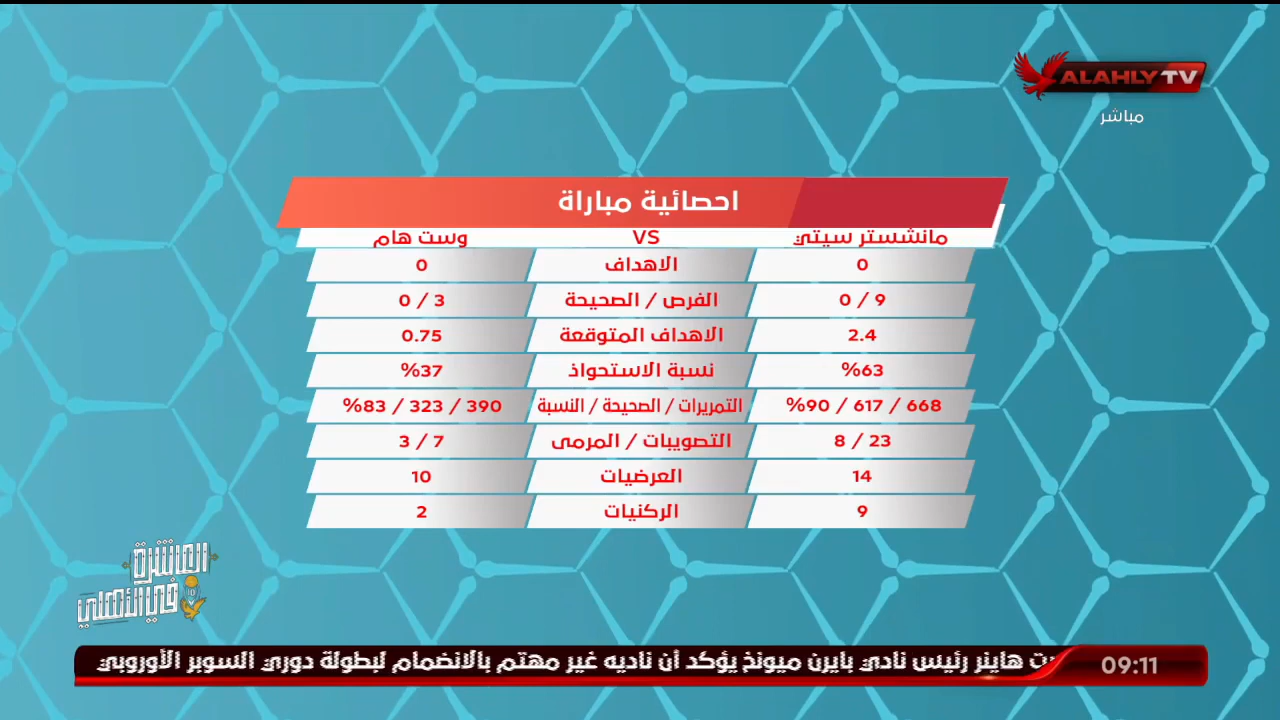 ALAHLY TV
مباشر
احصائية مباراة
مانشستر سيتي VS وست هام
0 الاهداف 0
0 / 9 الفرص / الصحيحة 0 / 3
2.4 الاهداف المتوقعة 0.75
%63 نسبة الاستحواذ %37
%90 / 617 / 668 التمريرات / الصحيحة / النسبة %83 / 323 / 390
8 / 23 التصويبات / المرمى 3 / 7
14 العرضيات 10
9 الركنيات 2
العاشرة
في الأهلي
هاينر رئيس نادي بايرن ميونخ يؤكد أن ناديه غير مهتم بالانضمام لبطولة دوري السوبر الأوروبي
09:11